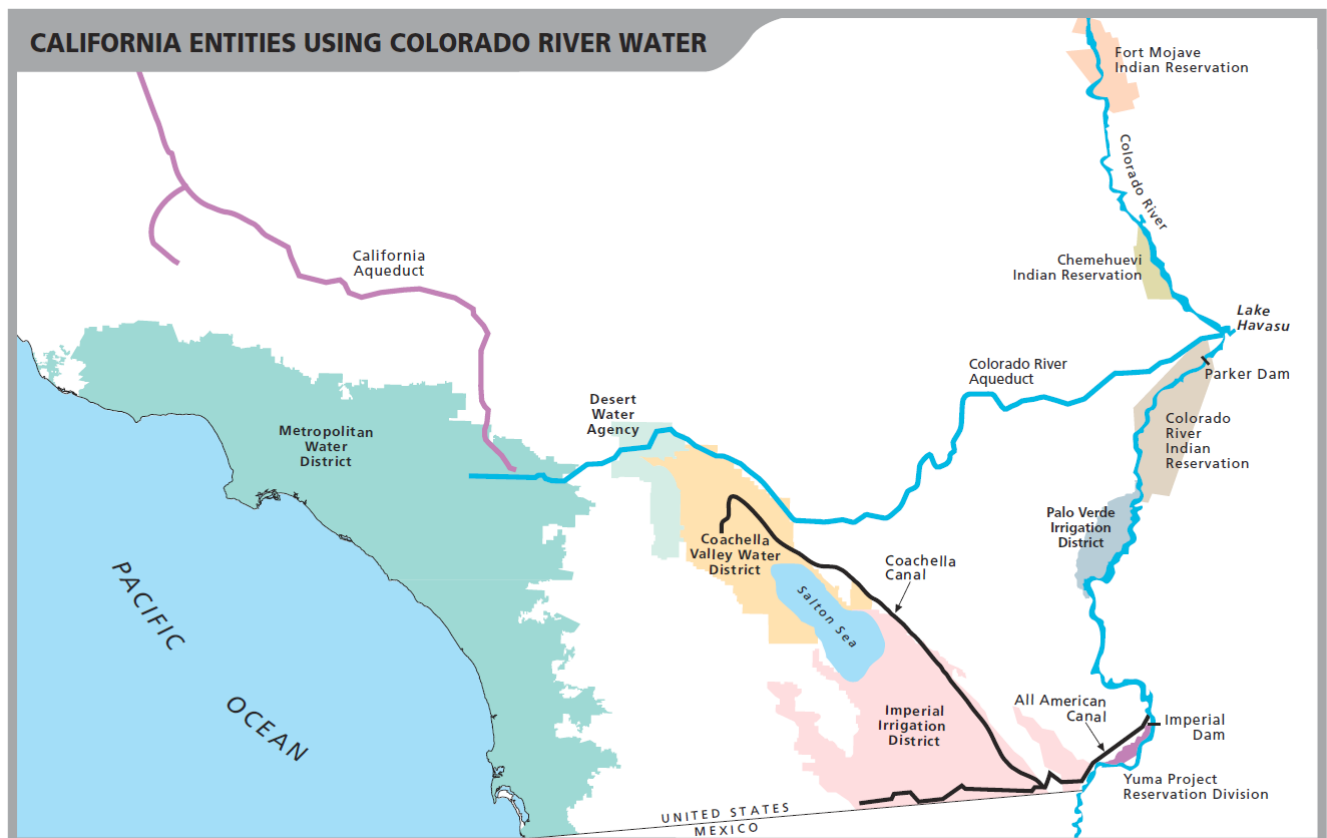 CALIFORNIA ENTITIES USING COLORADO RIVER WATER
Fort Mojave
Indian Reservation
Colorado River
California
Aqueduct
Chemehuevi
Indian Reservation
Lake
Havasu
Colorado River
Aqueduct
Parker Dam
Desert
Water
Agency
Metropolitan
Water
District
Colorado
River
Indian
Reservation
Palo Verde
Irrigation
District
Coachella
Valley Water
District
Coachella
Canal
Salton Sea
PACIFIC
OCEAN
Imperial
Irrigation
District
All American
Canal
Imperial
Dam
Yuma Project
Reservation Division
UNITED STATES
MEXICO